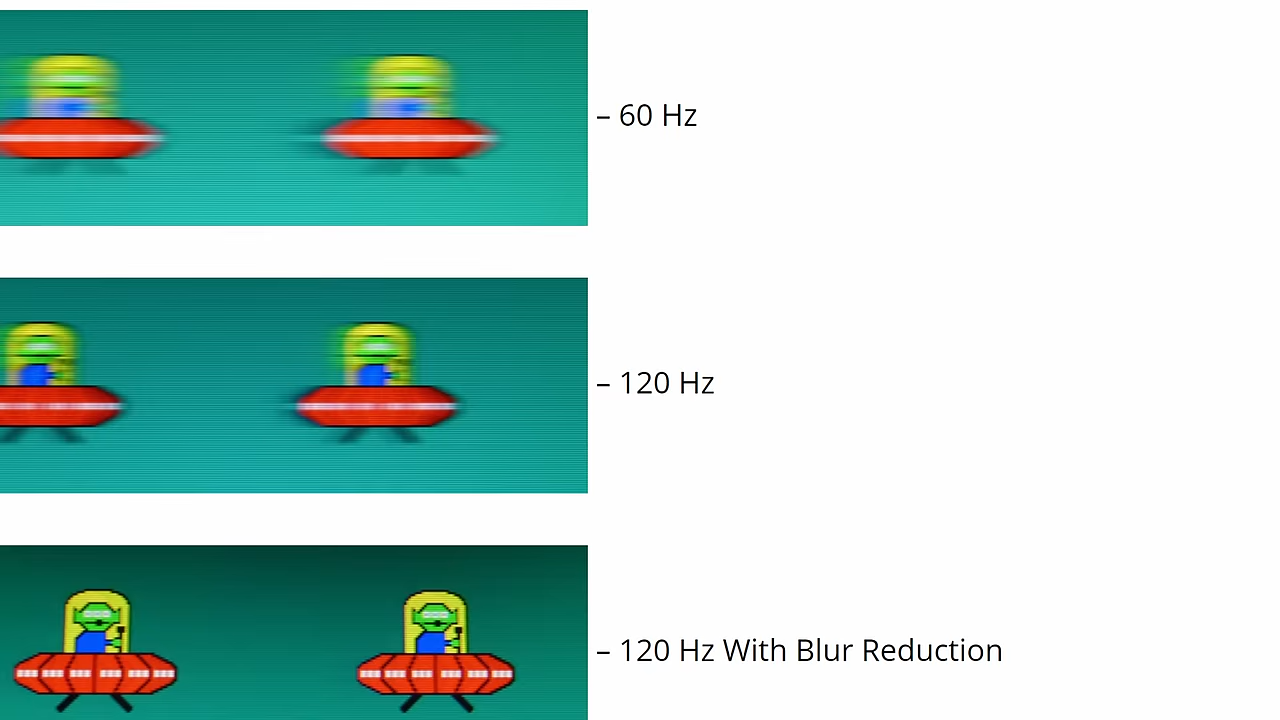 – 60 Hz
– 120 Hz
– 120 Hz With Blur Reduction